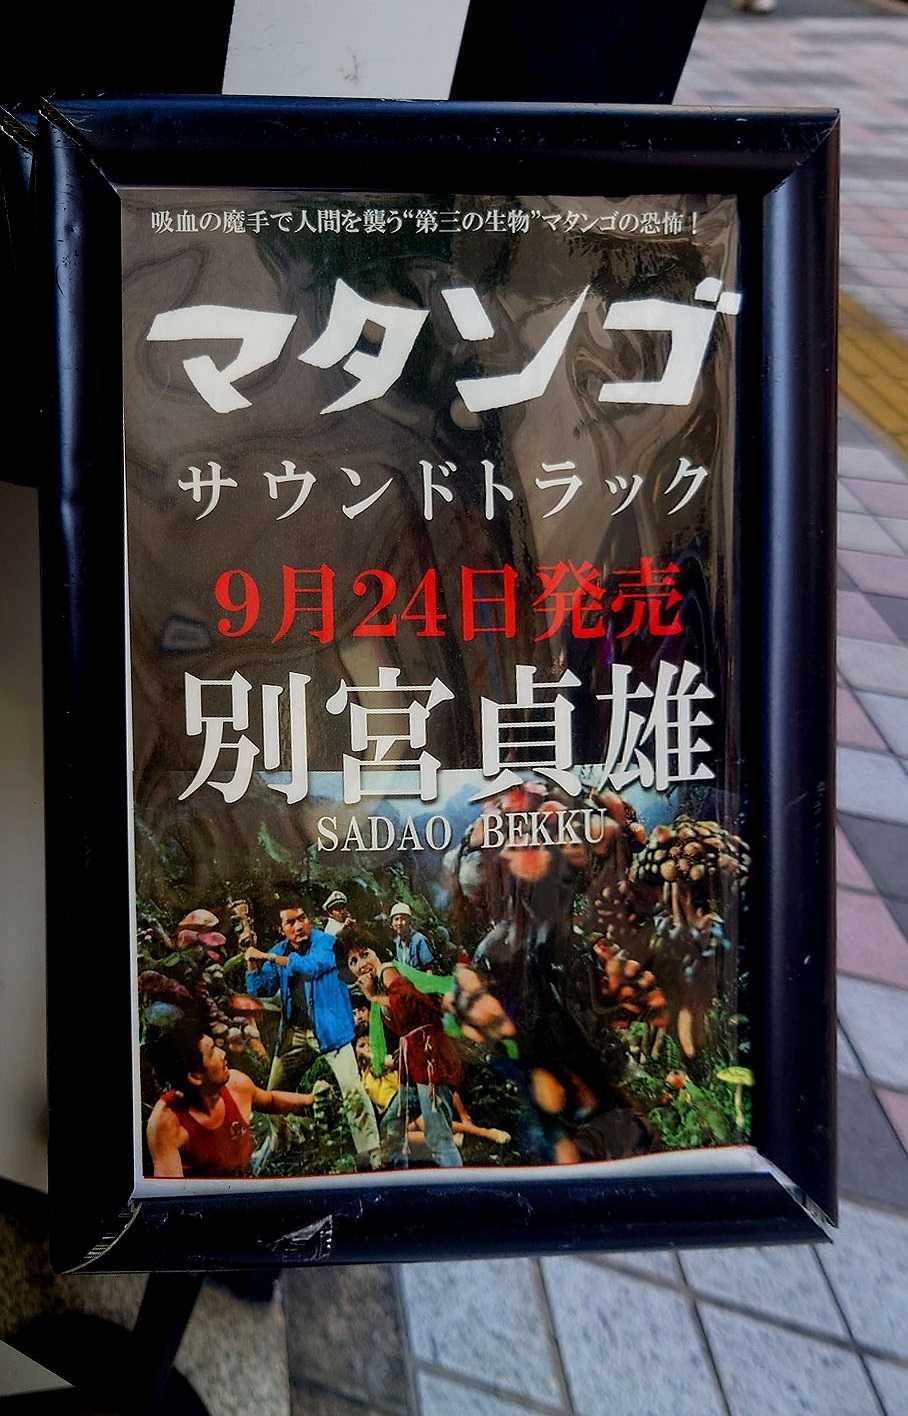 吸血の魔手で人間を襲う“第三の生物”マタンゴの恐怖！
マタンゴ
サウンドトラック
9月24日発売
別宮貞雄
SADAO BEKKU